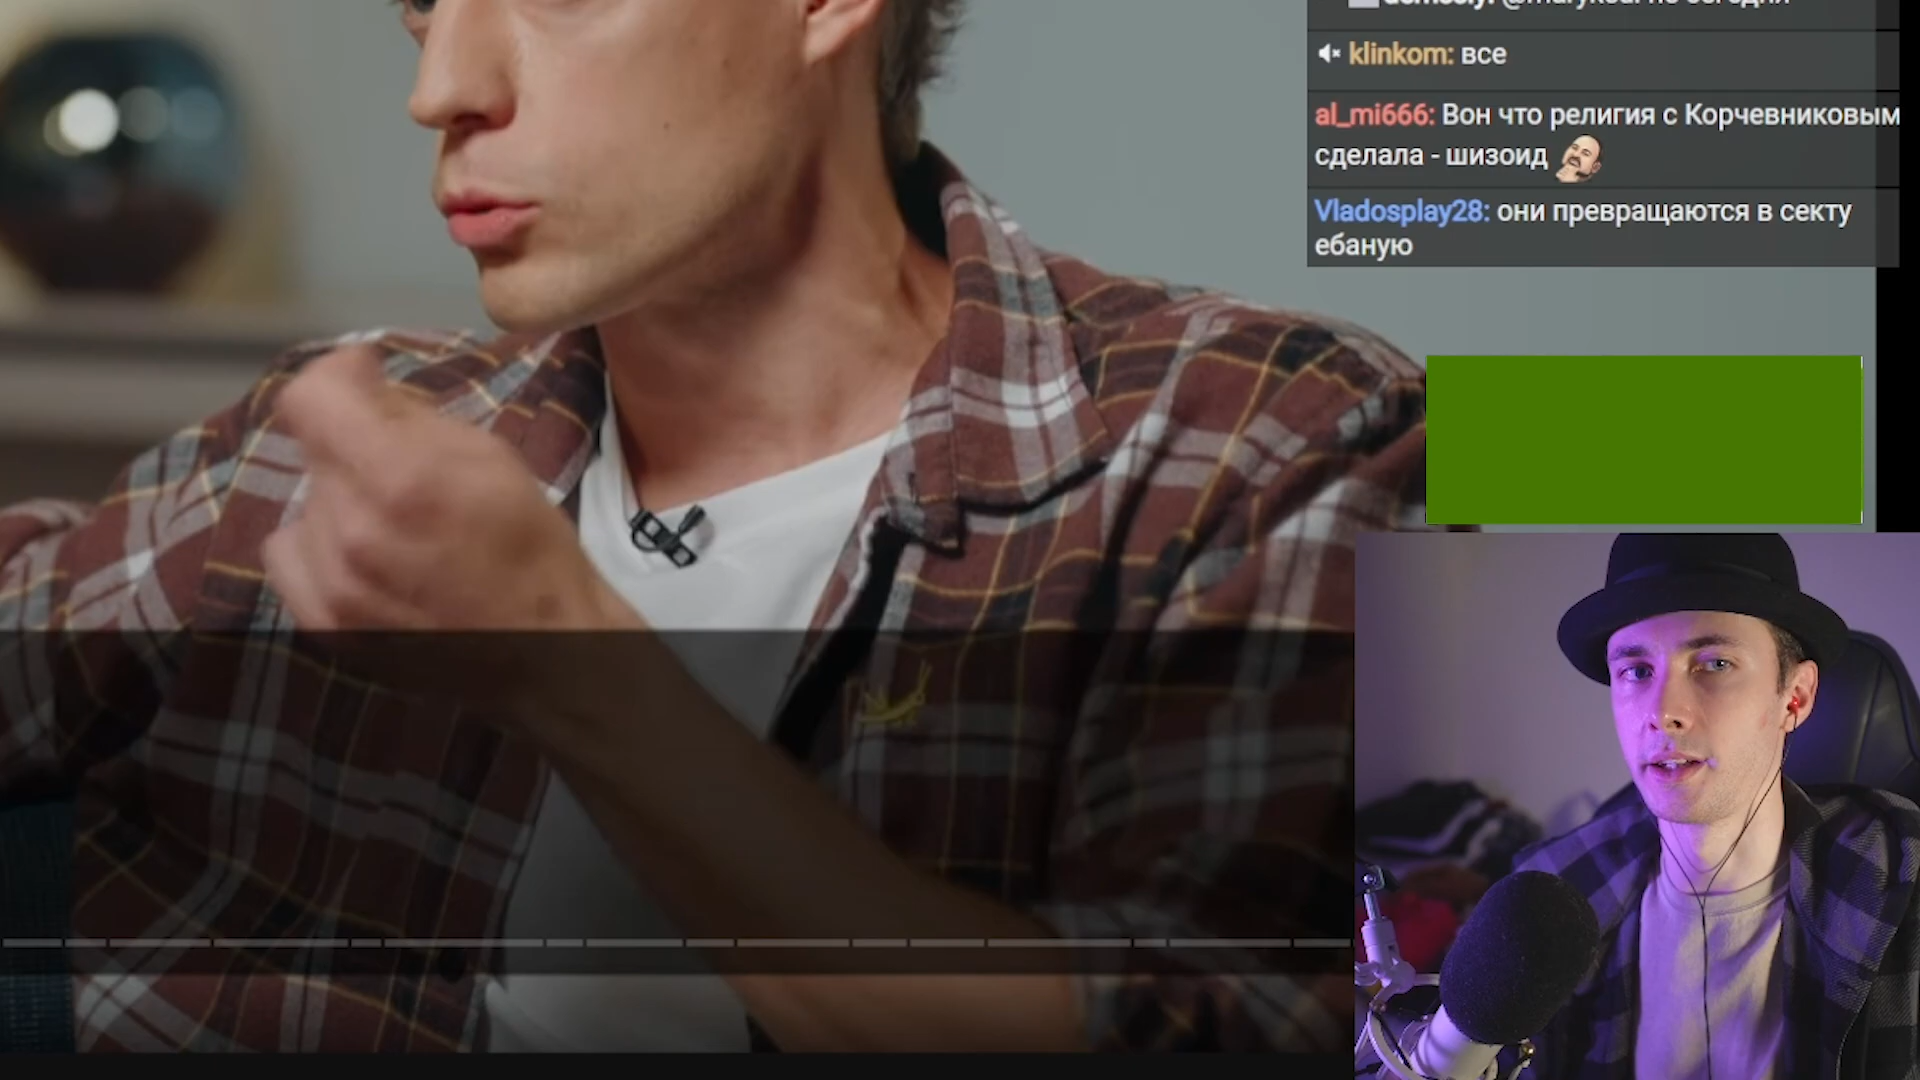 klinkom: все
al_mi666: Вон что религия с Корчевниковым
сделала - шизоид
Vladosplay28: они превращаются в секту
ебаную